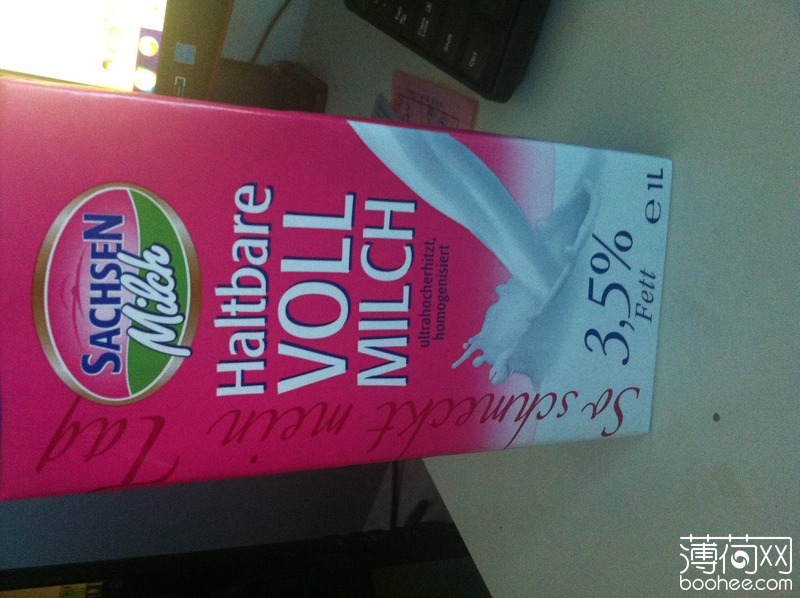 SACHSEN
Milch
Haltbare
VOLL
MILCH
ultrahocherhitzt,
homogenisiert
3,5%
Fett
℮ 1L
So schmeckt mein Tag
薄荷网
boohee.com